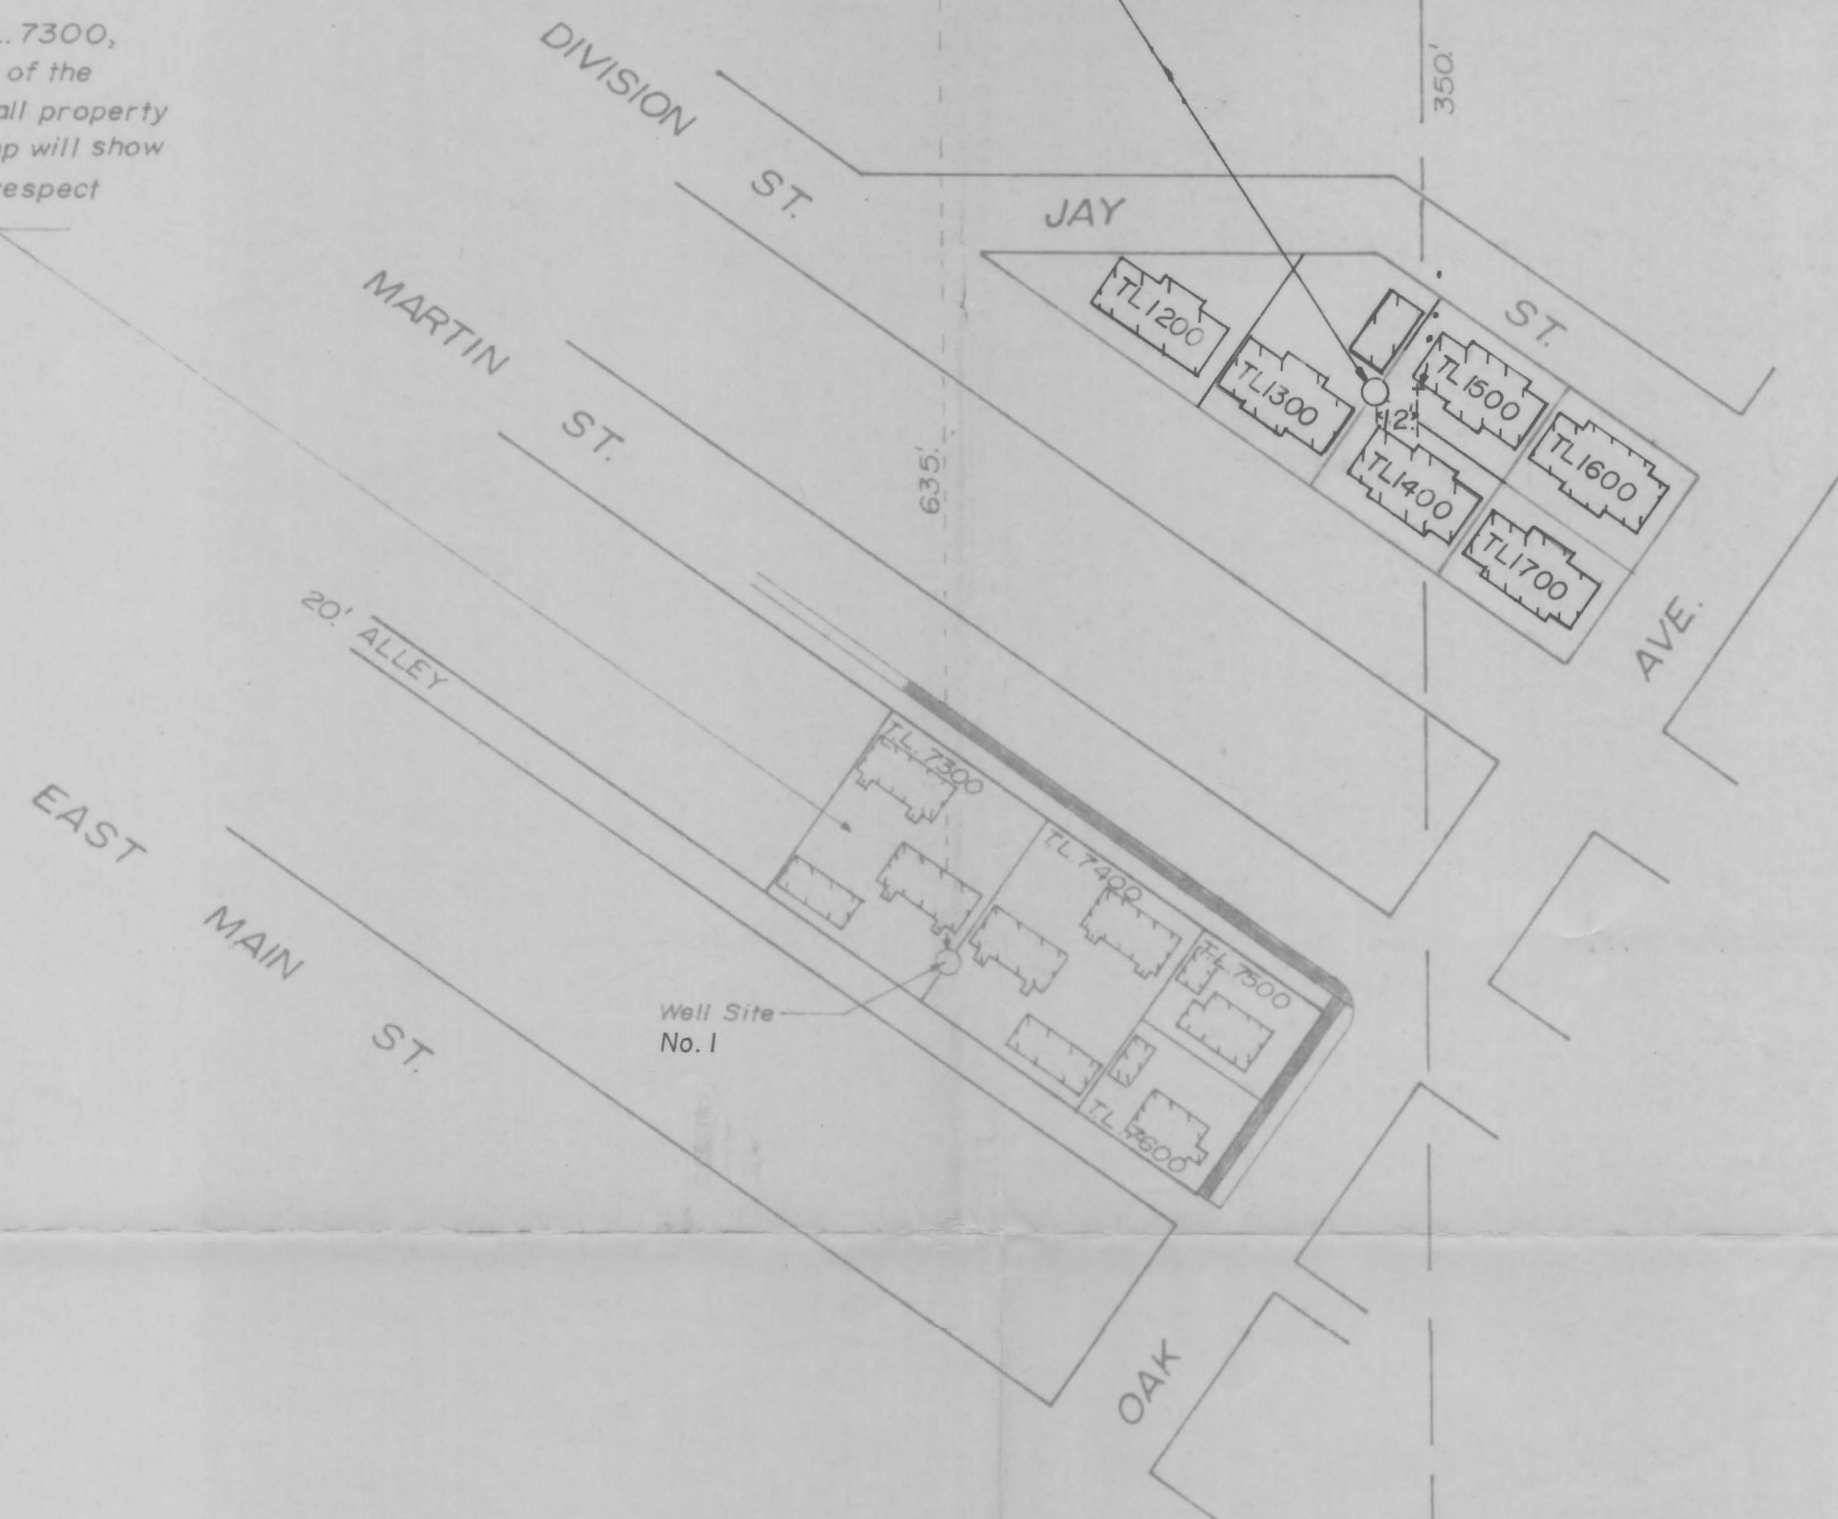 . 7300,
of the
all property
p will show
respect
DIVISION
ST.
350.'
JAY
ST.
TL1200
TL1300
TL1500
12'
TL1400
TL1600
TL1700
MARTIN
ST.
635.'
AVE.
20.' ALLEY
T.L. 7300
T.L. 7400
T.L. 7500
T.L. 7600
EAST
MAIN
ST.
Well Site
No. 1
OAK